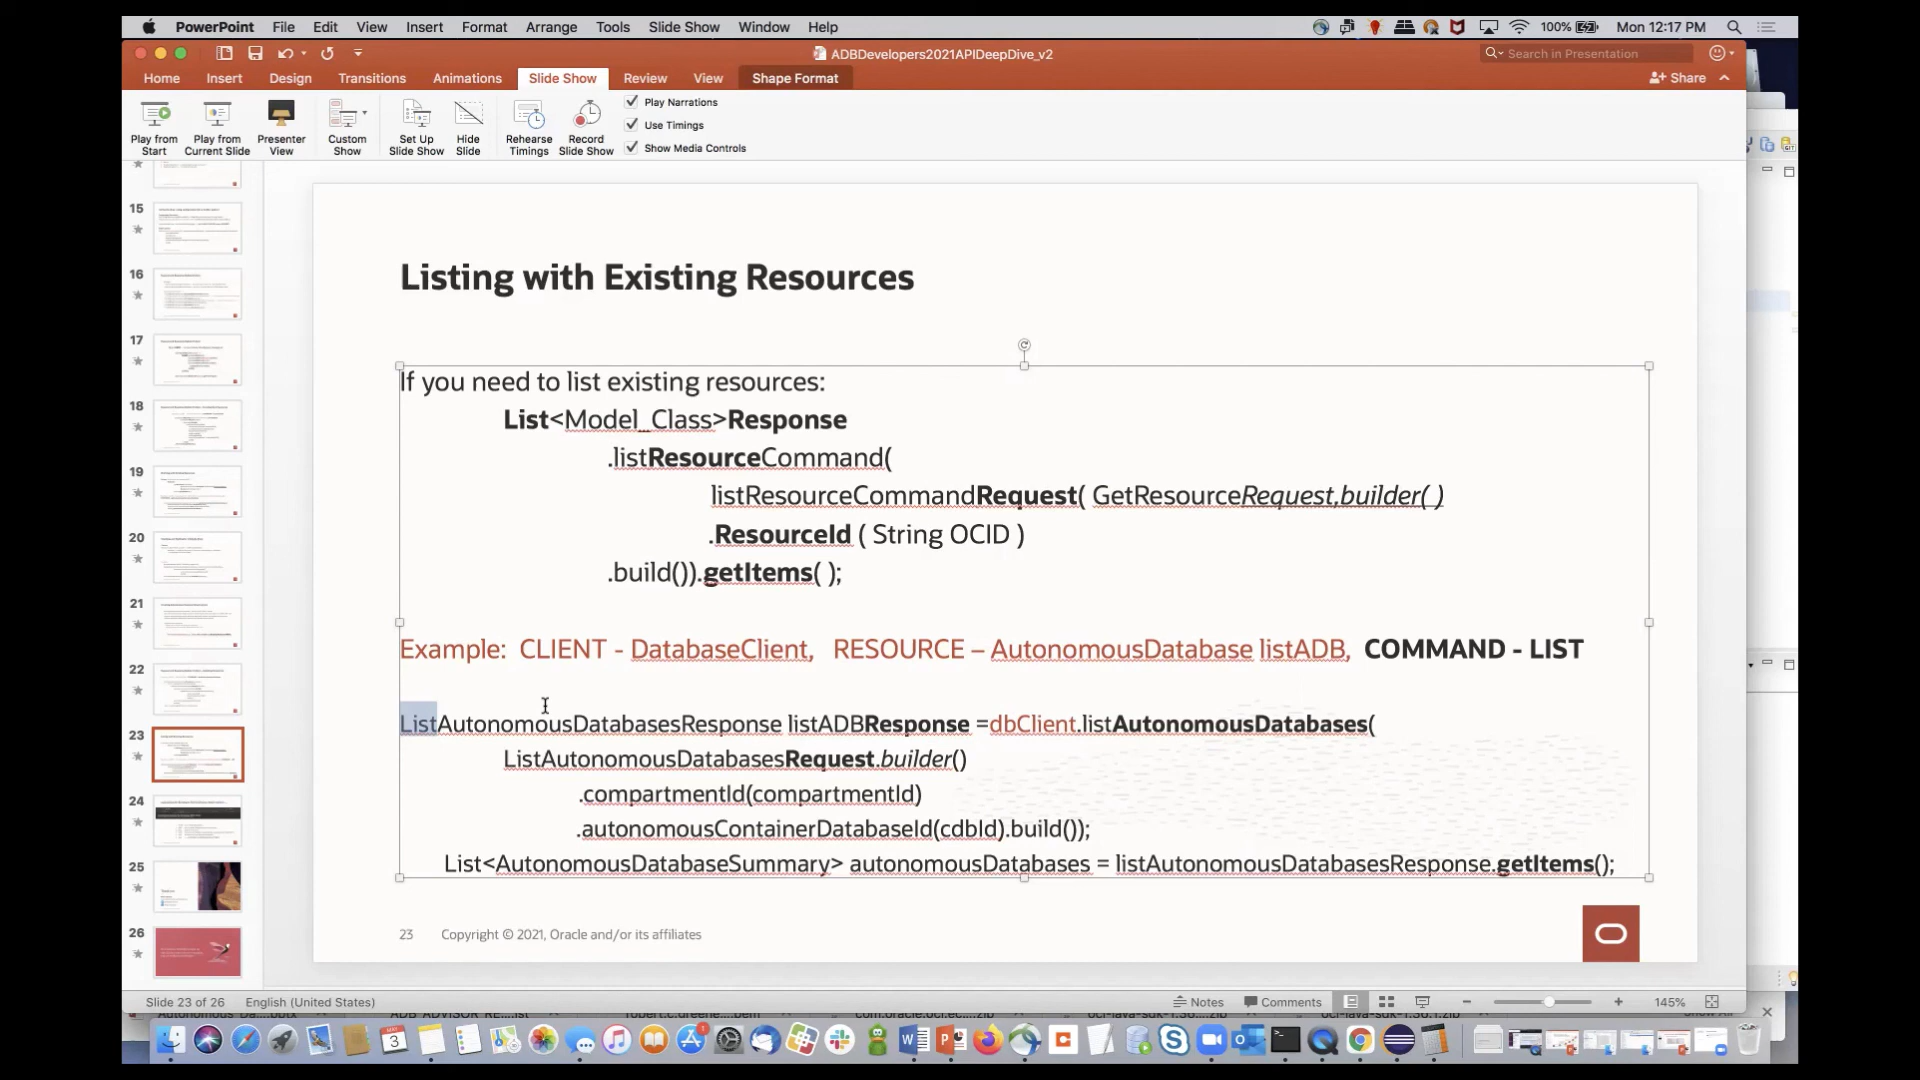 PowerPoint File Edit View Insert Format Arrange Tools Slide Show Window Help 100% Mon 12:17 PM
ADBDevelopers2021APIDeepDive_v2 Search in Presentation
Home Insert Design Transitions Animations Slide Show Review View Shape Format Share
Play from Start
Play from Current Slide
Presenter View
Custom Show
Set Up Slide Show
Hide Slide
Rehearse Timings
Record Slide Show
Play Narrations
Use Timings
Show Media Controls
15
16
17
18
19
20
21
22
23
24
25
26
Listing with Existing Resources
If you need to list existing resources:
List<Model_Class>Response
.listResourceCommand(
listResourceCommandRequest( GetResourceRequest,builder( )
.ResourceId ( String OCID )
.build()).getItems( );
Example: CLIENT - DatabaseClient, RESOURCE – AutonomousDatabase listADB, COMMAND - LIST
ListAutonomousDatabasesResponse listADBResponse =dbClient.listAutonomousDatabases(
ListAutonomousDatabasesRequest.builder()
.compartmentId(compartmentId)
.autonomousContainerDatabaseId(cdbId).build());
List<AutonomousDatabaseSummary> autonomousDatabases = listAutonomousDatabasesResponse.getItems();
23 Copyright © 2021, Oracle and/or its affiliates
Slide 23 of 26 English (United States) Notes Comments 145%